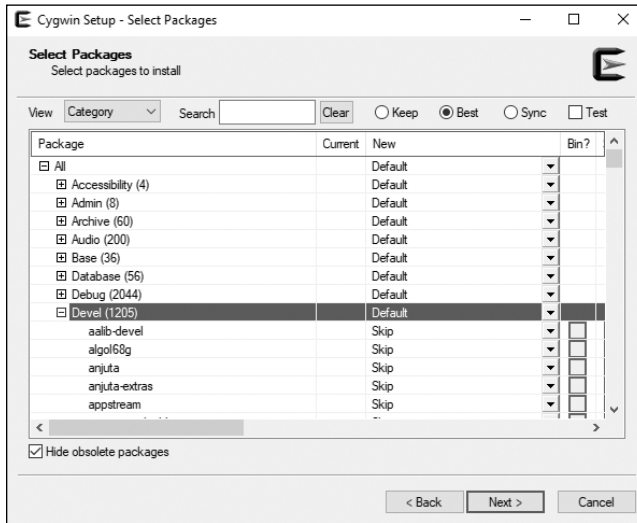 Cygwin Setup - Select Packages
Select Packages
Select packages to install
View Category Search Clear Keep Best Sync Test
Package Current New Bin?
All Default
Accessibility (4) Default
Admin (8) Default
Archive (60) Default
Audio (200) Default
Base (36) Default
Database (56) Default
Debug (2044) Default
Devel (1205) Default
aalib-devel Skip
algol68g Skip
anjuta Skip
anjuta-extras Skip
appstream Skip
Hide obsolete packages
< Back Next > Cancel